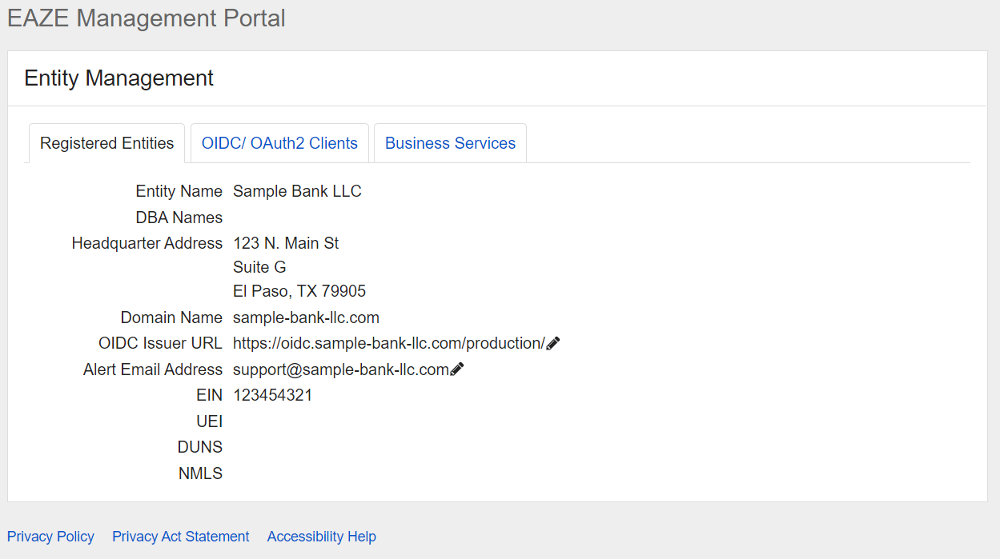 EAZE Management Portal
Entity Management
Registered Entities OIDC/ OAuth2 Clients Business Services
Entity Name Sample Bank LLC
DBA Names
Headquarter Address 123 N. Main St
Suite G
El Paso, TX 79905
Domain Name sample-bank-llc.com
OIDC Issuer URL https://oidc.sample-bank-llc.com/production/
Alert Email Address support@sample-bank-llc.com
EIN 123454321
UEI
DUNS
NMLS
Privacy Policy Privacy Act Statement Accessibility Help